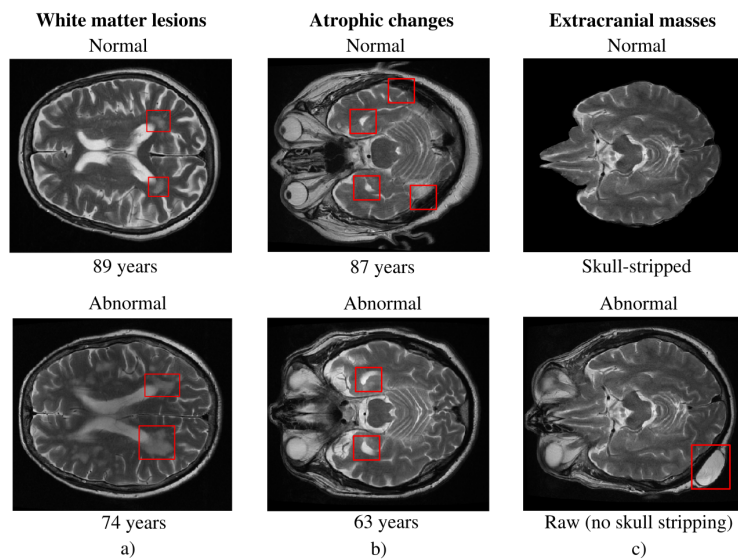 White matter lesions
Atrophic changes
Extracranial masses
Normal
Normal
Normal
89 years
87 years
Skull-stripped
Abnormal
Abnormal
Abnormal
74 years
63 years
Raw (no skull stripping)
a)
b)
c)